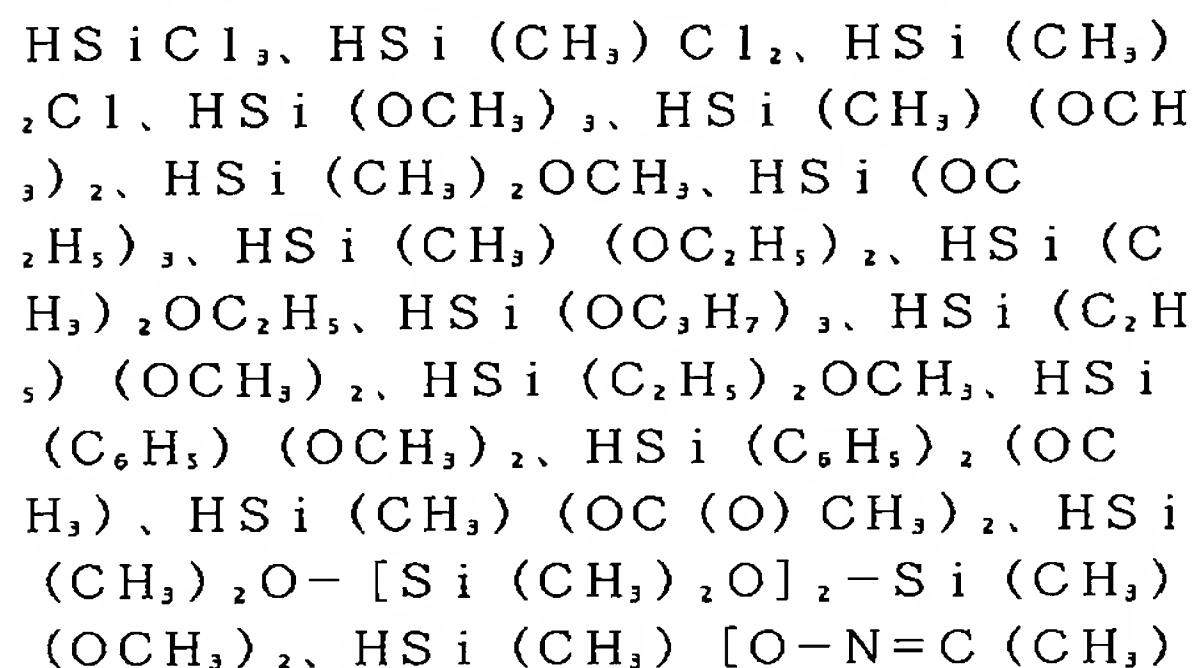 HSiCl₃、HSi(CH₃)Cl₂、HSi(CH₃)
₂Cl、HSi(OCH₃)₃、HSi(CH₃)(OCH
₃)₂、HSi(CH₃)₂OCH₃、HSi(OC
₂H₅)₃、HSi(CH₃)(OC₂H₅)₂、HSi(C
H₃)₂OC₂H₅、HSi(OC₃H₇)₃、HSi(C₂H
₅)(OCH₃)₂、HSi(C₂H₅)₂OCH₃、HSi
(C₆H₅)(OCH₃)₂、HSi(C₆H₅)₂(OC
H₃)、HSi(CH₃)(OC(O)CH₃)₂、HSi
(CH₃)₂O−[Si(CH₃)₂O]₂−Si(CH₃)
(OCH₃)₂、HSi(CH₃)[O−N=C(CH₃)